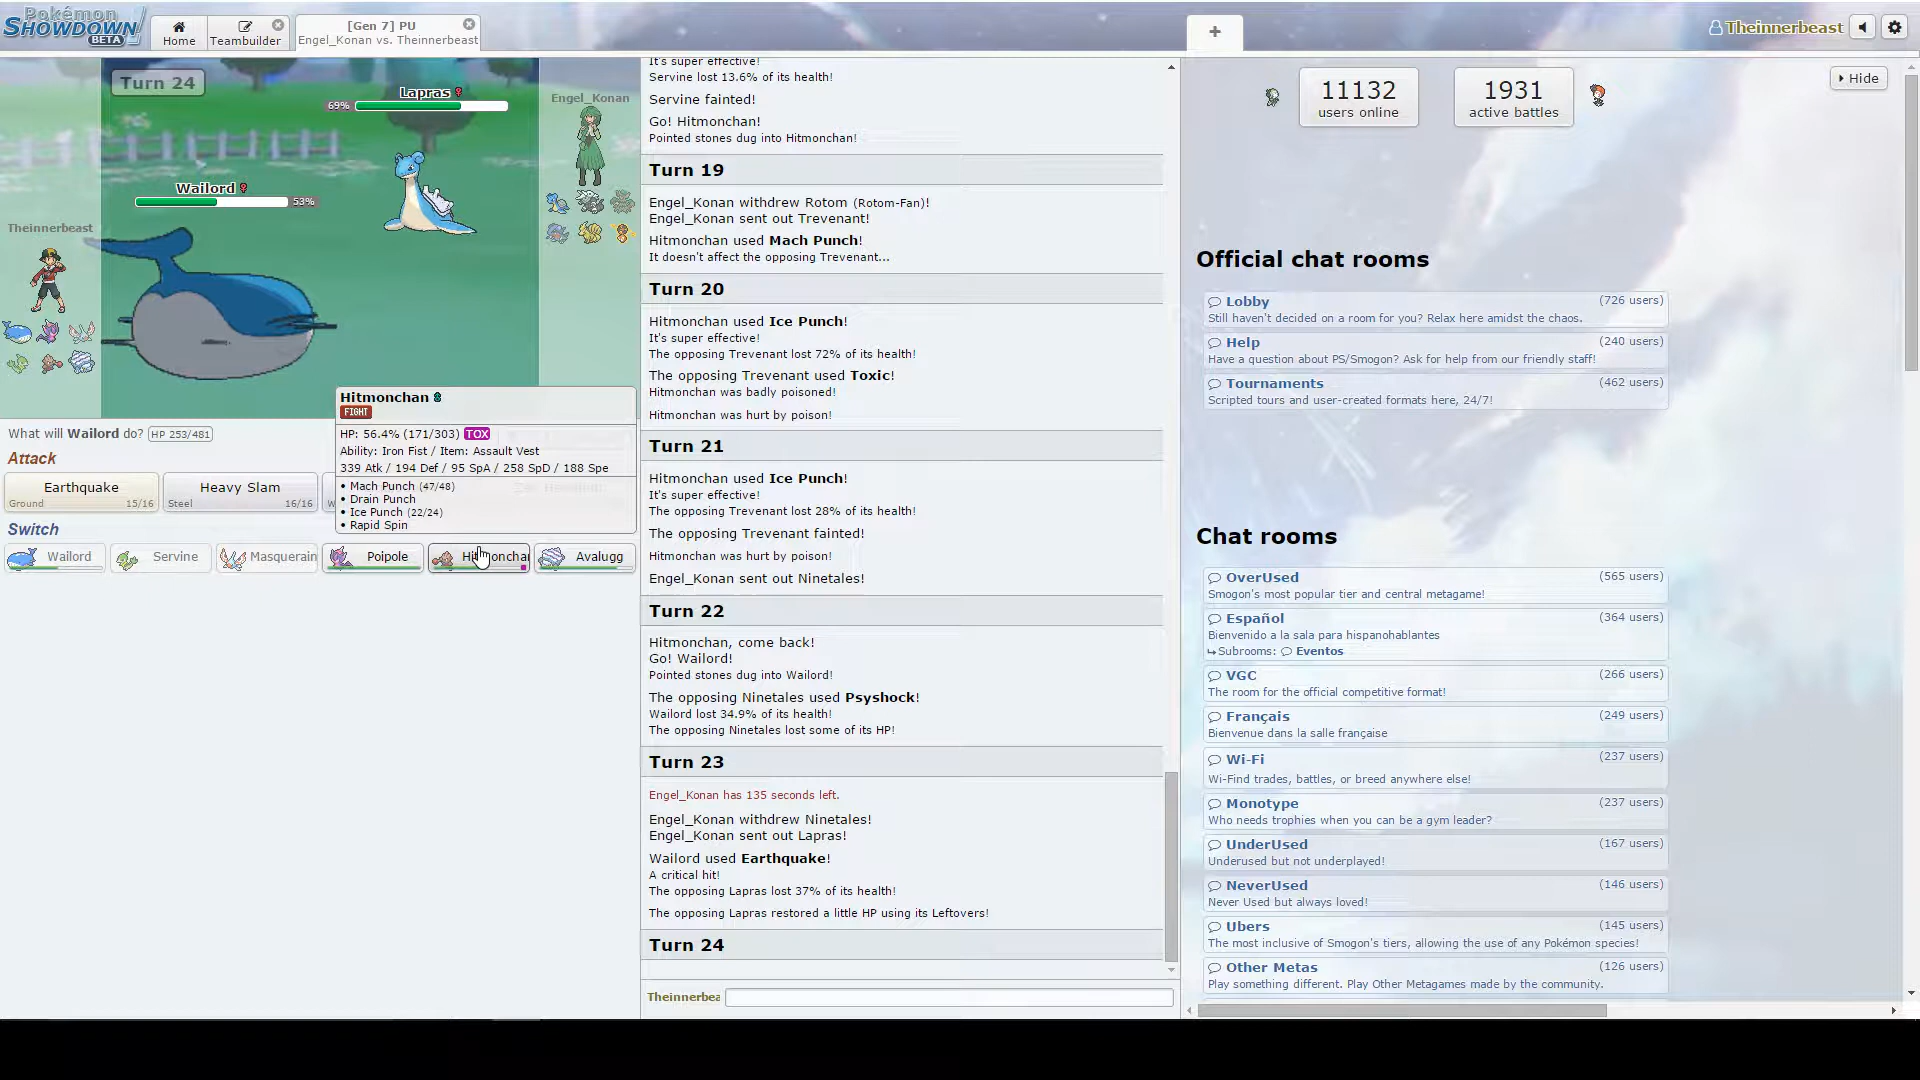 Pokémon
SHOWDOWN!
BETA
Home
Teambuilder
[Gen 7] PU
Engel_Konan vs. Theinnerbeast
+
Theinnerbeast
Turn 24
Lapras
69%
Wailord
53%
Engel_Konan
Theinnerbeast
Hitmonchan
FIGHT
HP: 56.4% (171/303) TOX
Ability: Iron Fist / Item: Assault Vest
339 Atk / 194 Def / 95 SpA / 258 SpD / 188 Spe
• Mach Punch (47/48)
• Drain Punch
• Ice Punch (22/24)
• Rapid Spin
What will Wailord do? HP 253/481
Attack
Earthquake
Ground 15/16
Heavy Slam
Steel 16/16
Switch
Wailord
Servine
Masquerain
Poipole
Hitmonchan
Avalugg
It's super effective!
Servine lost 13.6% of its health!
Servine fainted!
Go! Hitmonchan!
Pointed stones dug into Hitmonchan!
Turn 19
Engel_Konan withdrew Rotom (Rotom-Fan)!
Engel_Konan sent out Trevenant!
Hitmonchan used Mach Punch!
It doesn't affect the opposing Trevenant...
Turn 20
Hitmonchan used Ice Punch!
It's super effective!
The opposing Trevenant lost 72% of its health!
The opposing Trevenant used Toxic!
Hitmonchan was badly poisoned!
Hitmonchan was hurt by poison!
Turn 21
Hitmonchan used Ice Punch!
It's super effective!
The opposing Trevenant lost 28% of its health!
The opposing Trevenant fainted!
Hitmonchan was hurt by poison!
Engel_Konan sent out Ninetales!
Turn 22
Hitmonchan, come back!
Go! Wailord!
Pointed stones dug into Wailord!
The opposing Ninetales used Psyshock!
Wailord lost 34.9% of its health!
The opposing Ninetales lost some of its HP!
Turn 23
Engel_Konan has 135 seconds left.
Engel_Konan withdrew Ninetales!
Engel_Konan sent out Lapras!
Wailord used Earthquake!
A critical hit!
The opposing Lapras lost 37% of its health!
The opposing Lapras restored a little HP using its Leftovers!
Turn 24
Theinnerbea
11132
users online
1931
active battles
Hide
Official chat rooms
Lobby (726 users)
Still haven't decided on a room for you? Relax here amidst the chaos.
Help (240 users)
Have a question about PS/Smogon? Ask for help from our friendly staff!
Tournaments (462 users)
Scripted tours and user-created formats here, 24/7!
Chat rooms
OverUsed (565 users)
Smogon's most popular tier and central metagame!
Español (364 users)
Bienvenido a la sala para hispanohablantes
Subrooms: Eventos
VGC (266 users)
The room for the official competitive format!
Français (249 users)
Bienvenue dans la salle française
Wi-Fi (237 users)
Wi-Find trades, battles, or breed anywhere else!
Monotype (237 users)
Who needs trophies when you can be a gym leader?
UnderUsed (167 users)
Underused but not underplayed!
NeverUsed (146 users)
Never Used but always loved!
Ubers (145 users)
The most inclusive of Smogon's tiers, allowing the use of any Pokémon species!
Other Metas (126 users)
Play something different. Play Other Metagames made by the community.